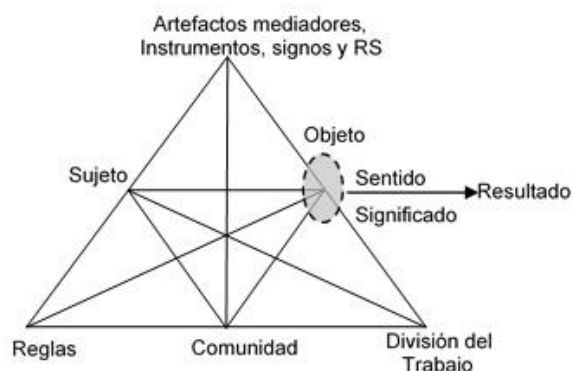 Artefactos mediadores,
Instrumentos, signos y RS
Objeto
Sujeto
Sentido
Resultado
Significado
Reglas
Comunidad
División del
Trabajo